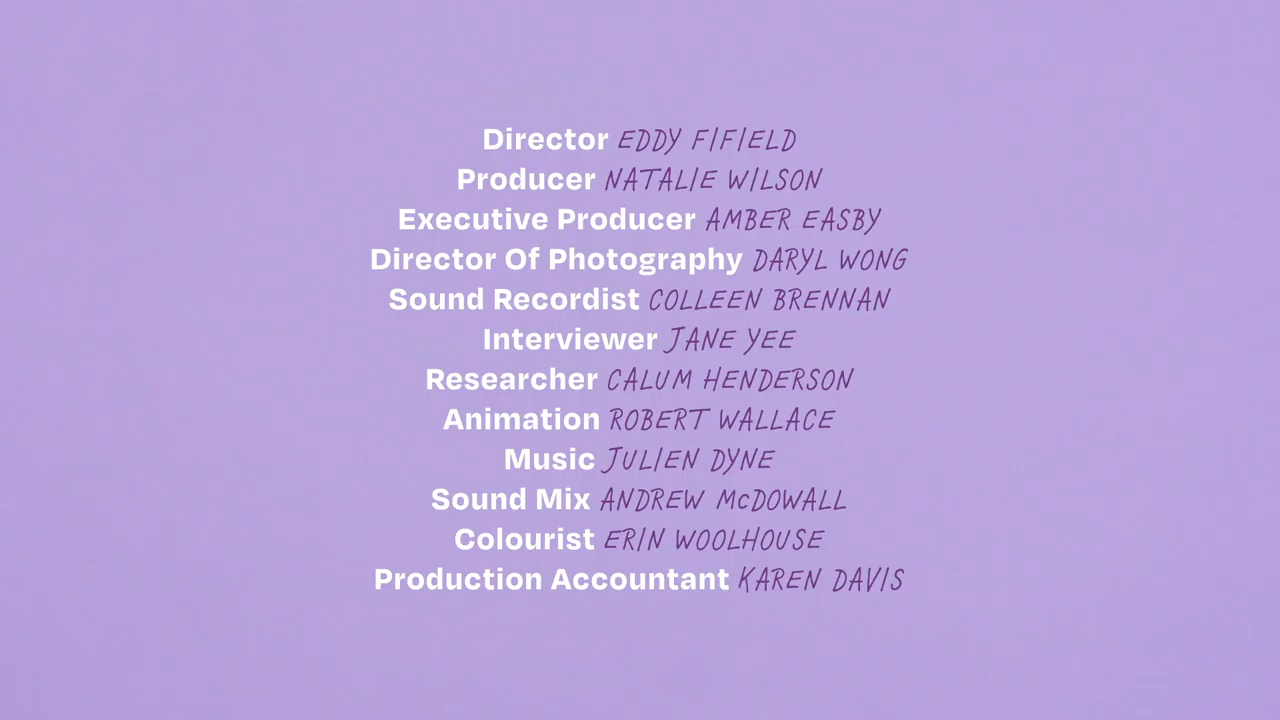 Director EDDY FIFIELD
Producer NATALIE WILSON
Executive Producer AMBER EASBY
Director Of Photography DARYL WONG
Sound Recordist COLLEEN BRENNAN
Interviewer JANE YEE
Researcher CALUM HENDERSON
Animation ROBERT WALLACE
Music JULIEN DYNE
Sound Mix ANDREW McDOWALL
Colourist ERIN WOOLHOUSE
Production Accountant KAREN DAVIS